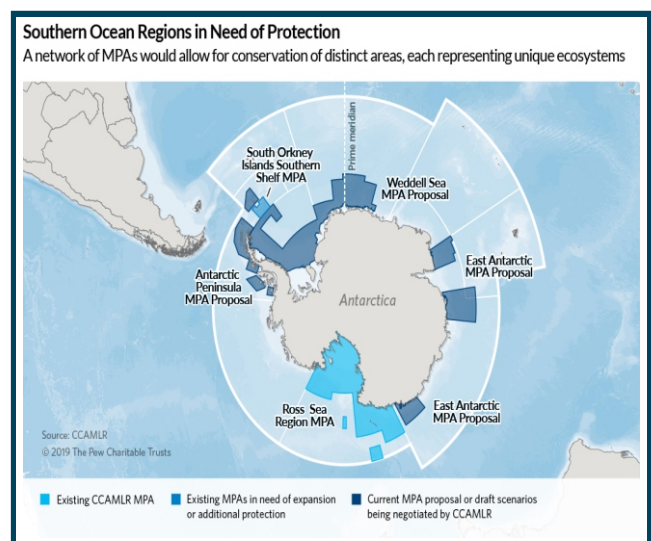 Southern Ocean Regions in Need of Protection
A network of MPAs would allow for conservation of distinct areas, each representing unique ecosystems
Prime meridian
South Orkney
Islands Southern
Shelf MPA
Weddell Sea
MPA Proposal
East Antarctic
MPA Proposal
Antarctic
Peninsula
MPA Proposal
Antarctica
Ross Sea
Region MPA
East Antarctic
MPA Proposal
Source: CCAMLR
© 2019 The Pew Charitable Trusts
Existing CCAMLR MPA
Existing MPAs in need of expansion
or additional protection
Current MPA proposal or draft scenarios
being negotiated by CCAMLR